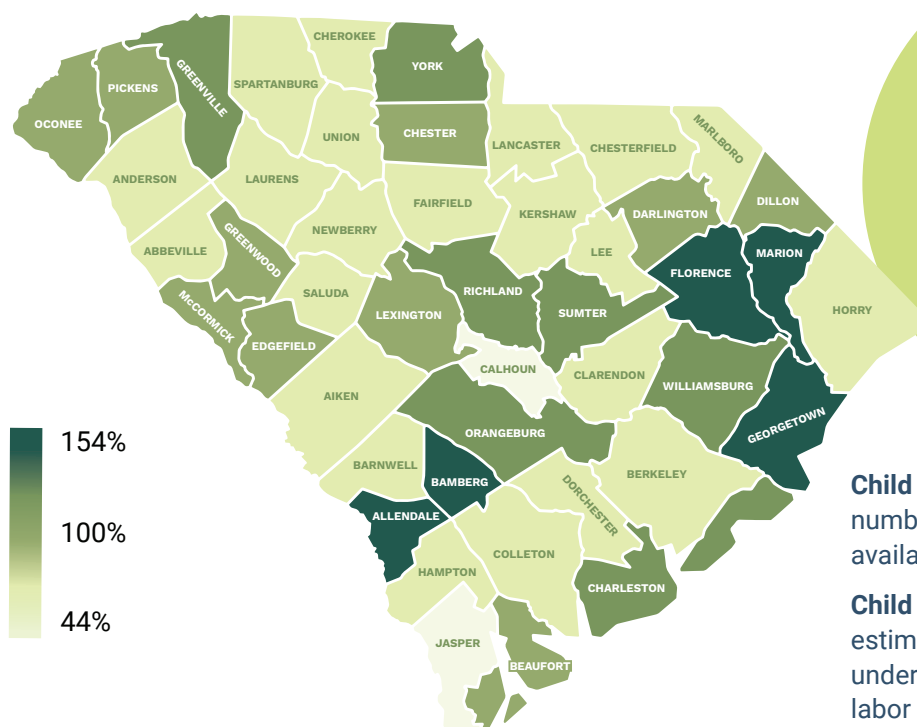 CHEROKEE
YORK
GREENVILLE
SPARTANBURG
PICKENS
OCONEE
UNION
CHESTER
LANCASTER
CHESTERFIELD
MARLBORO
ANDERSON
LAURENS
FAIRFIELD
KERSHAW
DARLINGTON
DILLON
ABBEVILLE
GREENWOOD
NEWBERRY
LEE
FLORENCE
MARION
McCORMICK
SALUDA
RICHLAND
LEXINGTON
SUMTER
HORRY
EDGEFIELD
CALHOUN
CLARENDON
WILLIAMSBURG
AIKEN
ORANGEBURG
GEORGETOWN
BARNWELL
BAMBERG
BERKELEY
DORCHESTER
ALLENDALE
COLLETON
HAMPTON
CHARLESTON
JASPER
BEAUFORT
154%
100%
44%
Child
numb
availa
Child
estim
under
labor